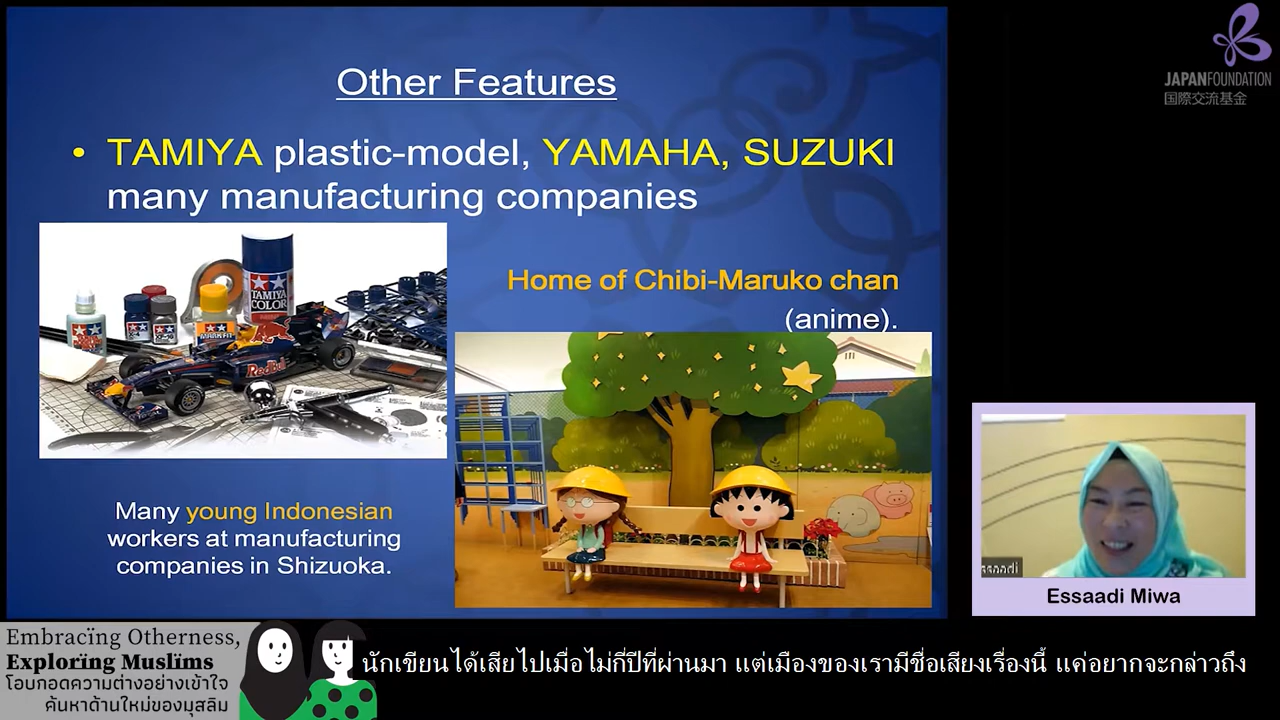 Other Features
• TAMIYA plastic-model, YAMAHA, SUZUKI
many manufacturing companies
Home of Chibi-Maruko chan
(anime).
TAMIYA
COLOR
Red Bull
Many young Indonesian
workers at manufacturing
companies in Shizuoka.
JAPANFOUNDATION
国際交流基金
Essaadi Miwa
Embracïng Otherness,
Explorïng Muslïms
โอบกอดความต่างอย่างเข้าใจ
ค้นหาด้านใหม่ของมุสลิม
นักเขียนได้เสียไปเมื่อไม่กี่ปีที่ผ่านมา แต่เมืองของเรามีชื่อเสียงเรื่องนี้ แค่อยากจะกล่าวถึง